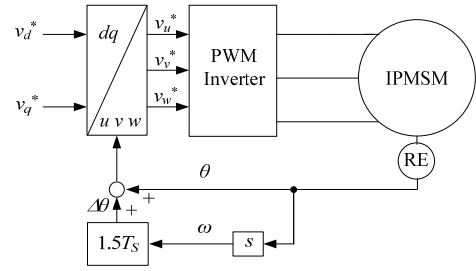 v_d^*
v_q^*
dq
u v w
v_u^*
v_v^*
v_w^*
PWM
Inverter
IPMSM
RE
θ
Δθ
+
+
1.5T_S
ω
s